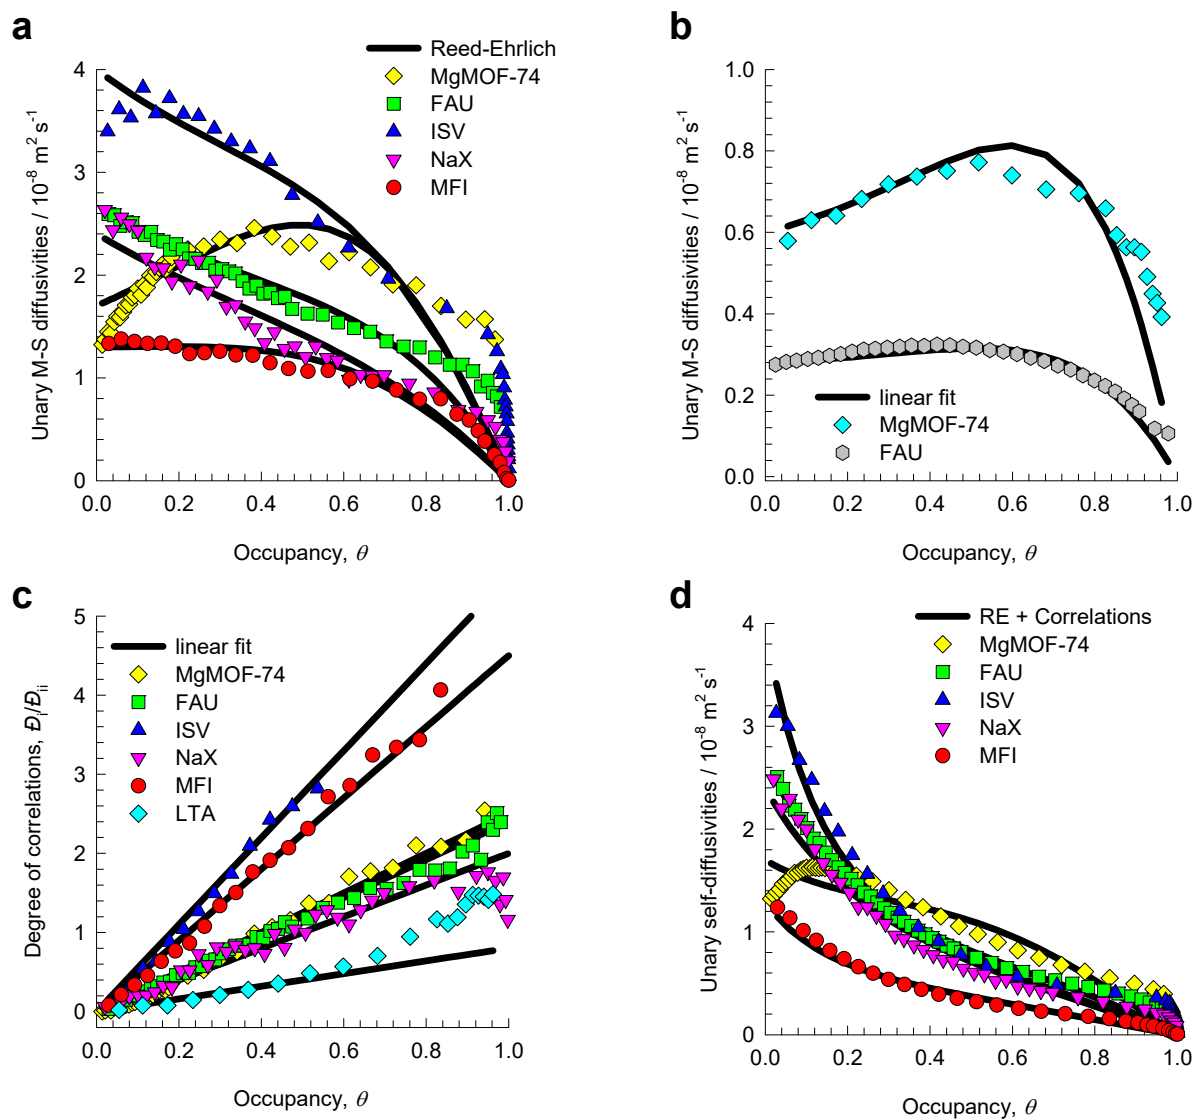 a
Reed-Ehrlich
MgMOF-74
FAU
ISV
NaX
MFI
Unary M-S diffusivities / 10⁻⁸ m² s⁻¹
4
3
2
1
0
0.0 0.2 0.4 0.6 0.8 1.0
Occupancy, θ
b
Unary M-S diffusivities / 10⁻⁸ m² s⁻¹
1.0
0.8
0.6
0.4
0.2
0.0
linear fit
MgMOF-74
FAU
0.0 0.2 0.4 0.6 0.8 1.0
Occupancy, θ
c
Degree of correlations, Đᵢ/Đᵢᵢ
5
4
3
2
1
0
linear fit
MgMOF-74
FAU
ISV
NaX
MFI
LTA
0.0 0.2 0.4 0.6 0.8 1.0
Occupancy, θ
d
RE + Correlations
MgMOF-74
FAU
ISV
NaX
MFI
Unary self-diffusivities / 10⁻⁸ m² s⁻¹
4
3
2
1
0
0.0 0.2 0.4 0.6 0.8 1.0
Occupancy, θ